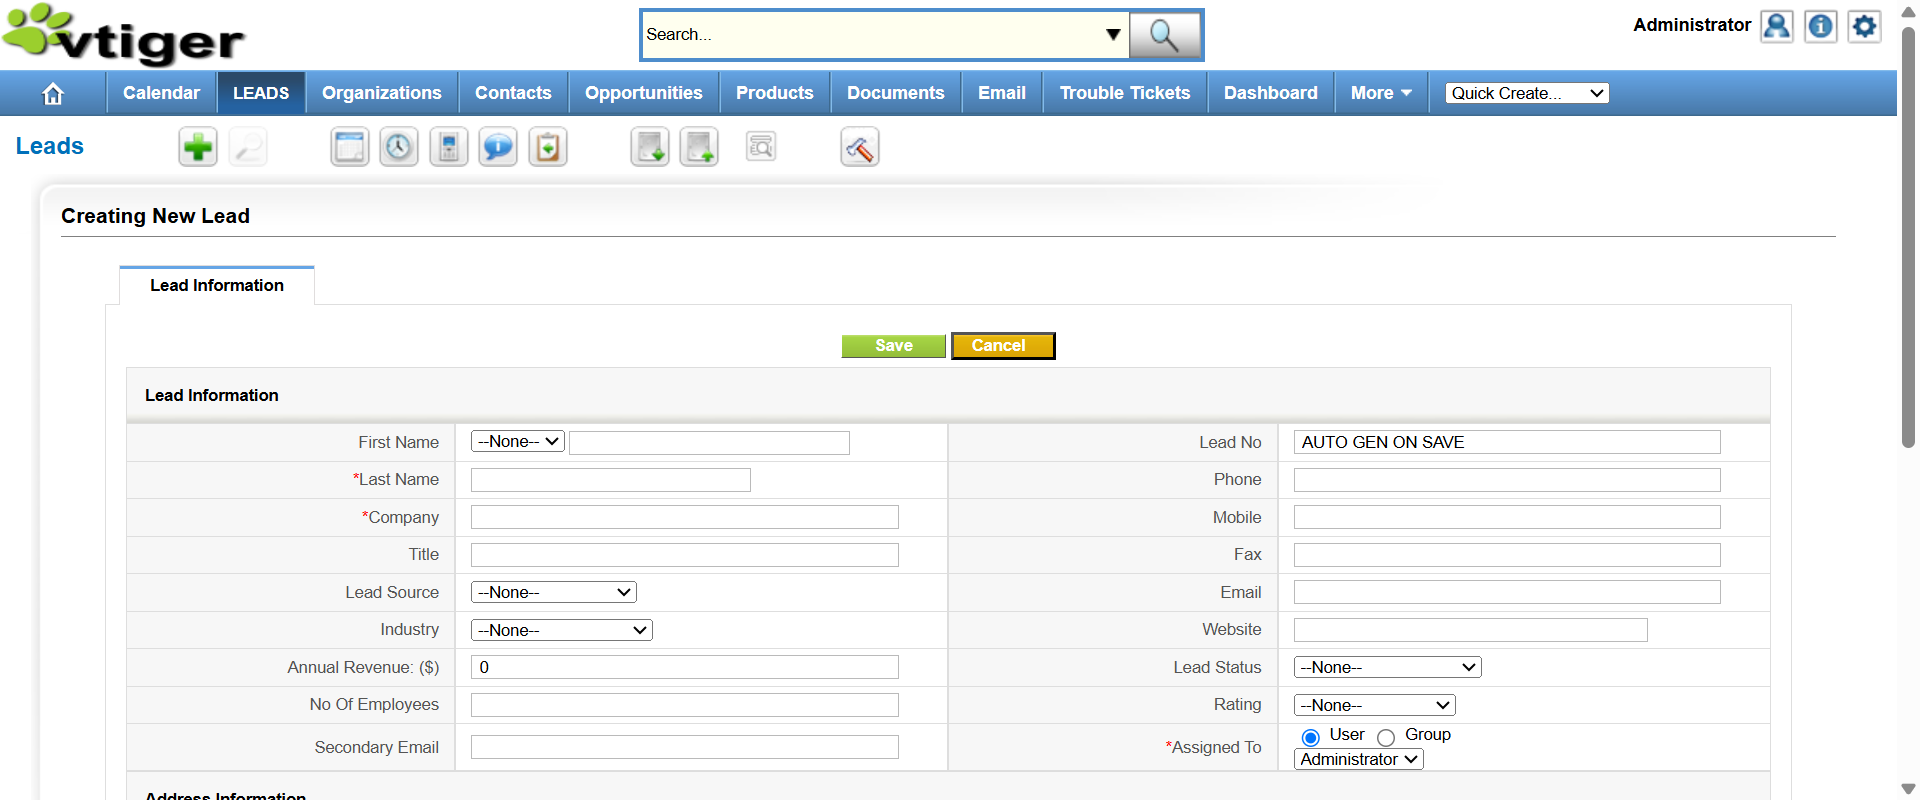 vtiger
Search...
Administrator
Calendar
LEADS
Organizations
Contacts
Opportunities
Products
Documents
Email
Trouble Tickets
Dashboard
More
Quick Create...
Leads
Creating New Lead
Lead Information
Save
Cancel
Lead Information
First Name
--None--
Lead No
AUTO GEN ON SAVE
*Last Name
Phone
*Company
Mobile
Title
Fax
Lead Source
--None--
Email
Industry
--None--
Website
Annual Revenue: ($)
0
Lead Status
--None--
No Of Employees
Rating
--None--
Secondary Email
*Assigned To
User
Group
Administrator
Address Information